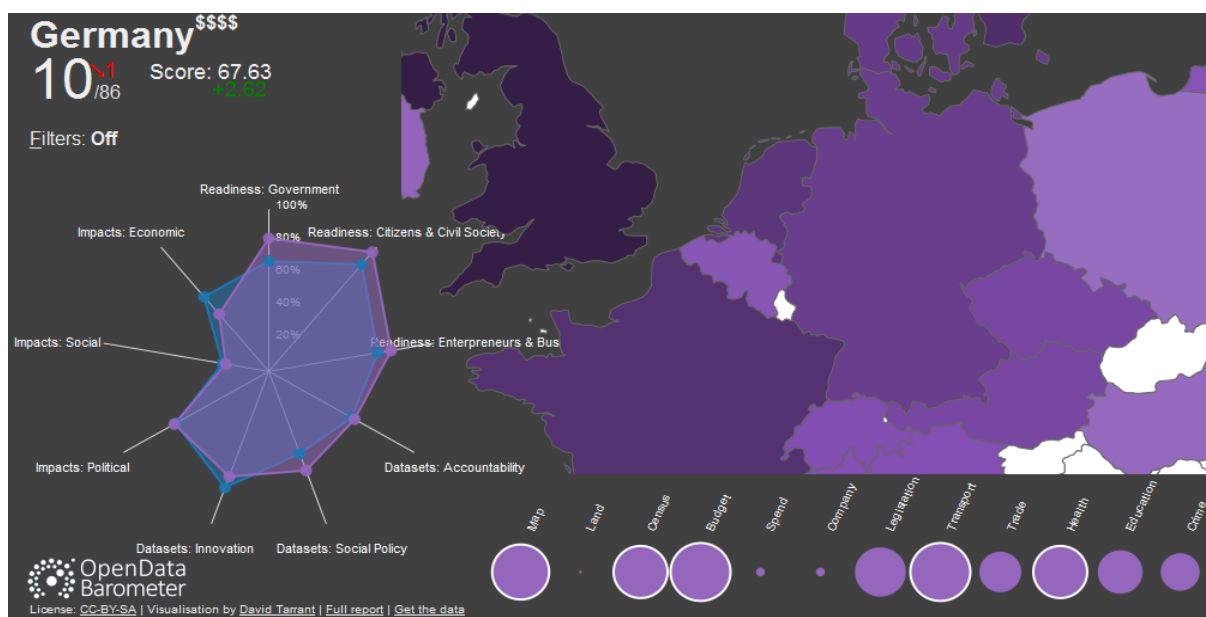 Germany$$$$
10/86 ↘1 Score: 67.63
+2.62
Filters: Off
Readiness: Government
100%
Impacts: Economic
80%
Readiness: Citizens & Civil Society
60%
40%
20%
Impacts: Social
Readiness: Enterpreneurs & Bus
Impacts: Political
Datasets: Accountability
Datasets: Innovation
Datasets: Social Policy
Map
Land
Census
Budget
Spend
Company
Legislation
Transport
Trade
Health
Education
Crime
OpenData
Barometer
License: CC-BY-SA | Visualisation by David Tarrant | Full report | Get the data